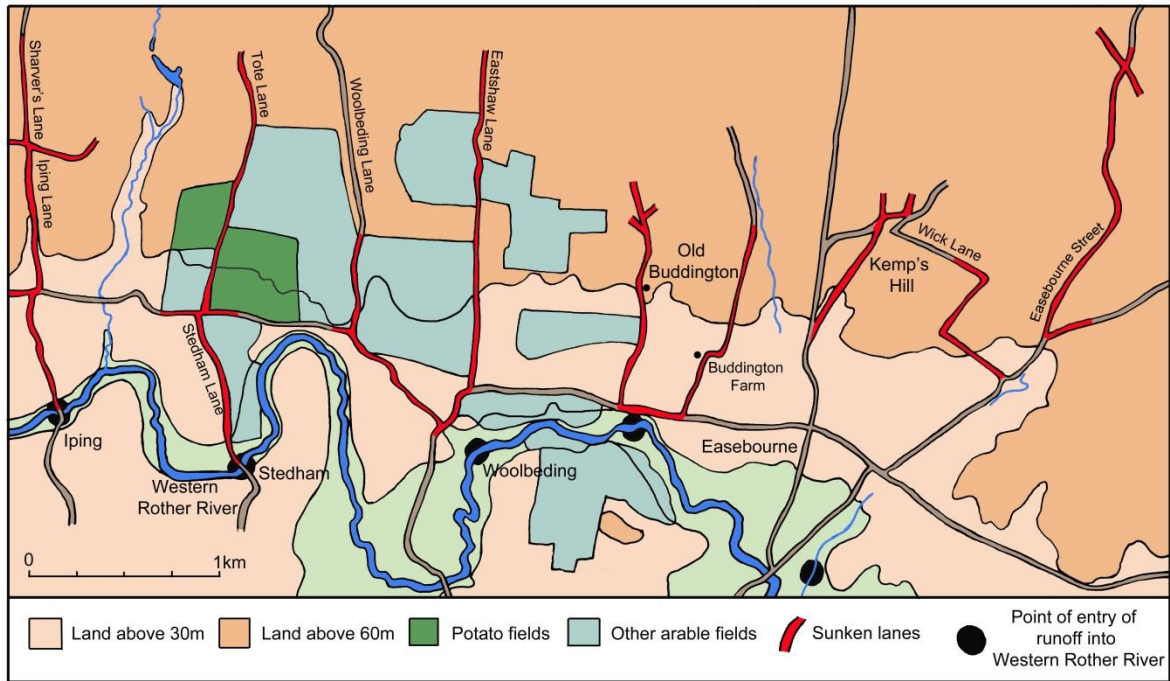 Sharver's Lane
Iping Lane
Tote Lane
Woolbeding Lane
Eastshaw Lane
Old
Buddington
Kemp's
Hill
Wick Lane
Easebourne Street
Stedham Lane
Buddington
Farm
Iping
Western
Rother River
Stedham
Woolbeding
Easebourne
0
1km
Land above 30m
Land above 60m
Potato fields
Other arable fields
Sunken lanes
Point of entry of
runoff into
Western Rother River